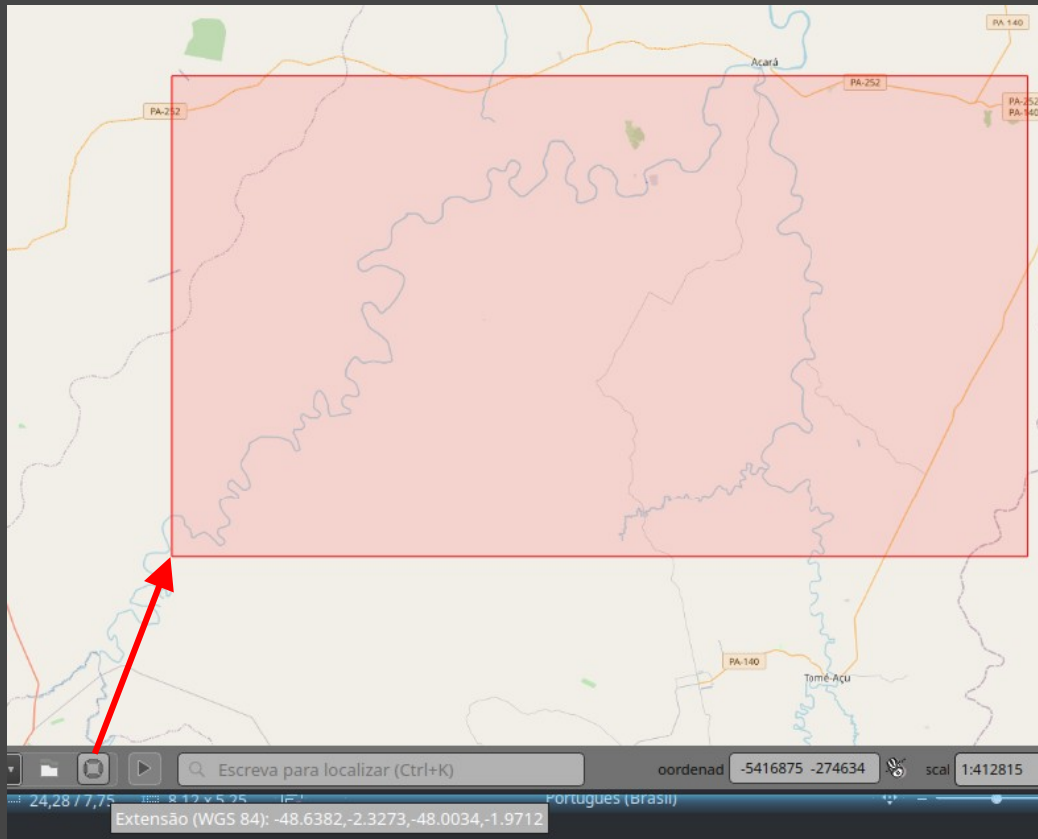 PA-140
Acará
PA-252
PA-252
PA-252
PA-140
PA-140
Tomé-Açu
Escreva para localizar (Ctrl+K)
oordenad
-5416875 -274634
scal
1:412815
24,28 / 7,75
8,12 x 5,25
Português (Brasil)
Extensão (WGS 84): -48.6382,-2.3273,-48.0034,-1.9712